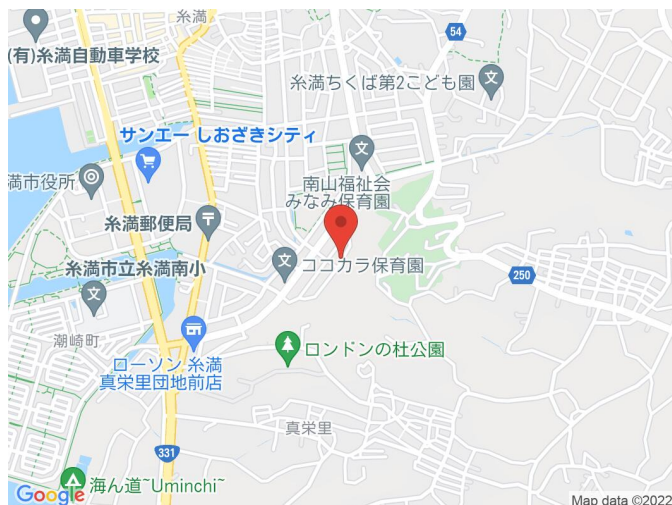 糸満
(有)糸満自動車学校
54
糸満ちくば第2こども園
サンエー しおざきシティ
満市役所
南山福祉会
みなみ保育園
糸満郵便局
糸満市立糸満南小
ココカラ保育園
250
潮崎町
ローソン 糸満
真栄里団地前店
ロンドンの杜公園
真栄里
331
海ん道~Uminchi~
Google
Map data ©2022